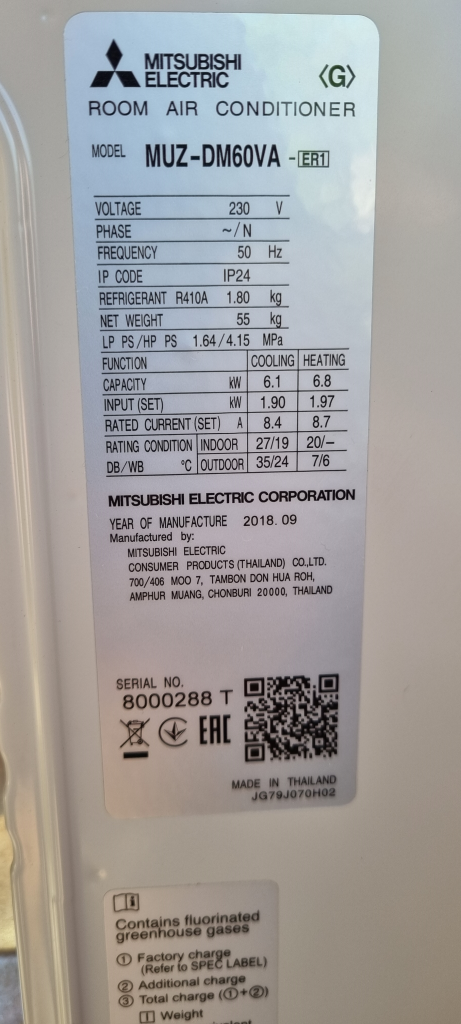 MITSUBISHI
ELECTRIC
<G>
ROOM AIR CONDITIONER
MODEL MUZ-DM60VA -ER1
VOLTAGE 230 V
PHASE ~/N
FREQUENCY 50 Hz
IP CODE IP24
REFRIGERANT R410A 1.80 kg
NET WEIGHT 55 kg
LP PS/HP PS 1.64/4.15 MPa
FUNCTION COOLING HEATING
CAPACITY kW 6.1 6.8
INPUT (SET) kW 1.90 1.97
RATED CURRENT (SET) A 8.4 8.7
RATING CONDITION INDOOR 27/19 20/–
DB/WB °C OUTDOOR 35/24 7/6
MITSUBISHI ELECTRIC CORPORATION
YEAR OF MANUFACTURE 2018.09
Manufactured by:
MITSUBISHI ELECTRIC
CONSUMER PRODUCTS (THAILAND) CO.,LTD.
700/406 MOO 7, TAMBON DON HUA ROH,
AMPHUR MUANG, CHONBURI 20000, THAILAND
SERIAL NO.
8000288 T
EAC
MADE IN THAILAND
JG79J070H02
Contains fluorinated
greenhouse gases
① Factory charge
(Refer to SPEC LABEL)
② Additional charge
③ Total charge (①+②)
Weight